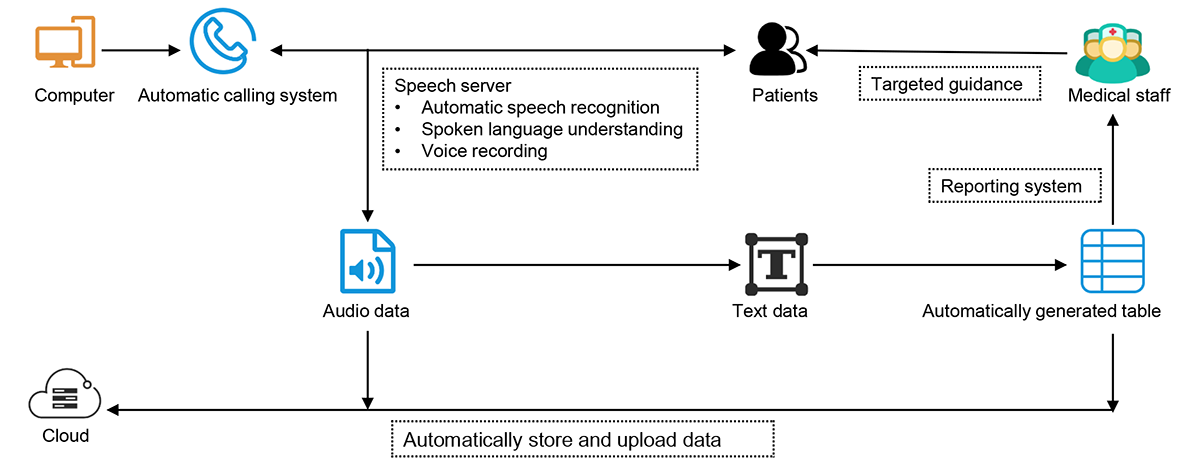 Computer
Automatic calling system
Speech server
• Automatic speech recognition
• Spoken language understanding
• Voice recording
Patients
Targeted guidance
Medical staff
Reporting system
Audio data
T
Text data
Automatically generated table
Cloud
Automatically store and upload data